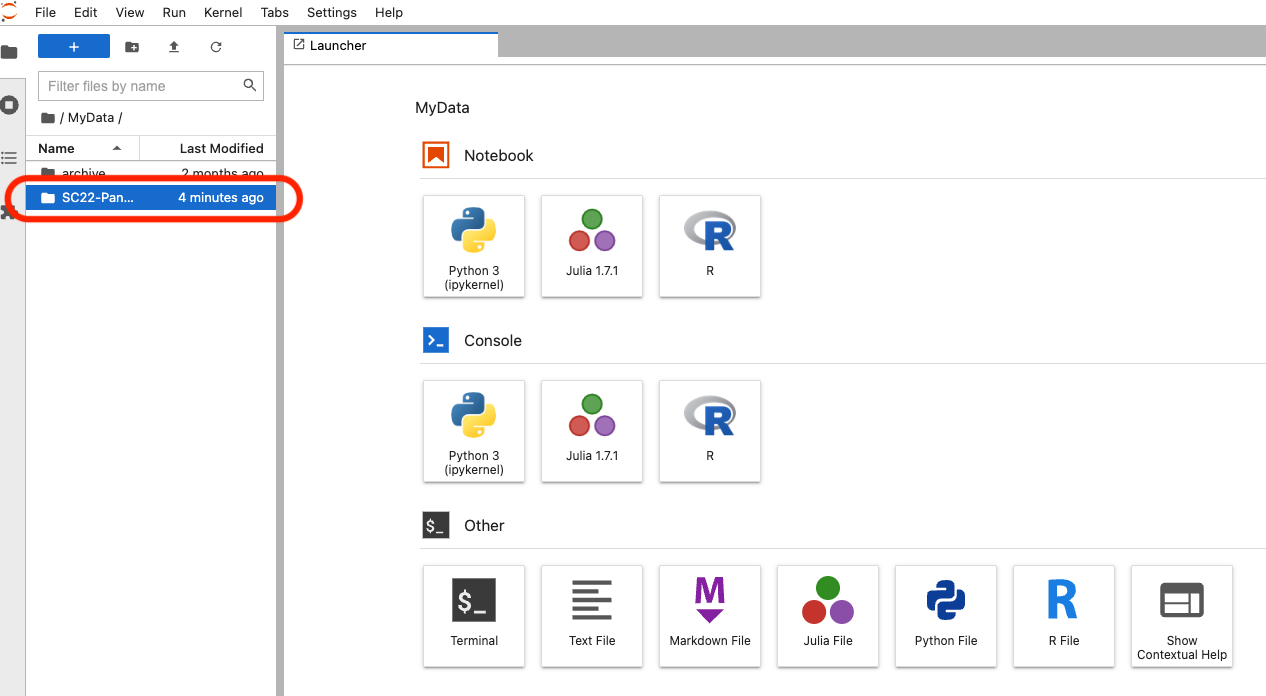 File Edit View Run Kernel Tabs Settings Help
+
Launcher
Filter files by name
/ MyData /
Name Last Modified
archive 2 months ago
SC22-Pan... 4 minutes ago
MyData
Notebook
Python 3
(ipykernel)
Julia 1.7.1
R
Console
Python 3
(ipykernel)
Julia 1.7.1
R
$_ Other
$_
Terminal
Text File
M
Markdown File
Julia File
Python File
R
R File
Show
Contextual Help